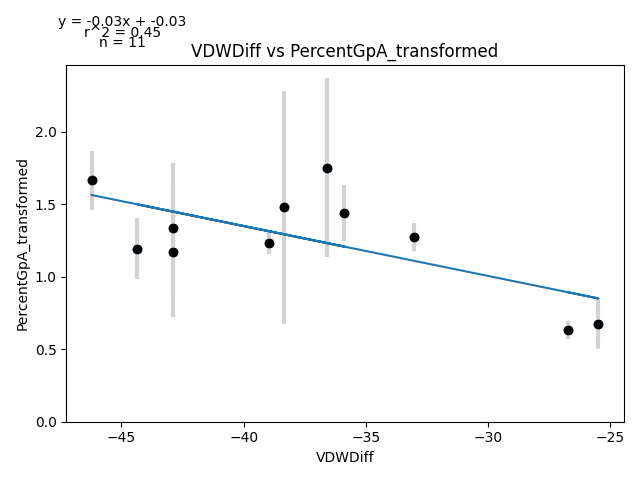 y = -0.03x + -0.03
r^2 = 0.45
n = 11
VDWDiff vs PercentGpA_transformed
PercentGpA_transformed
2.0
1.5
1.0
0.5
0.0
−45
−40
−35
−30
−25
VDWDiff